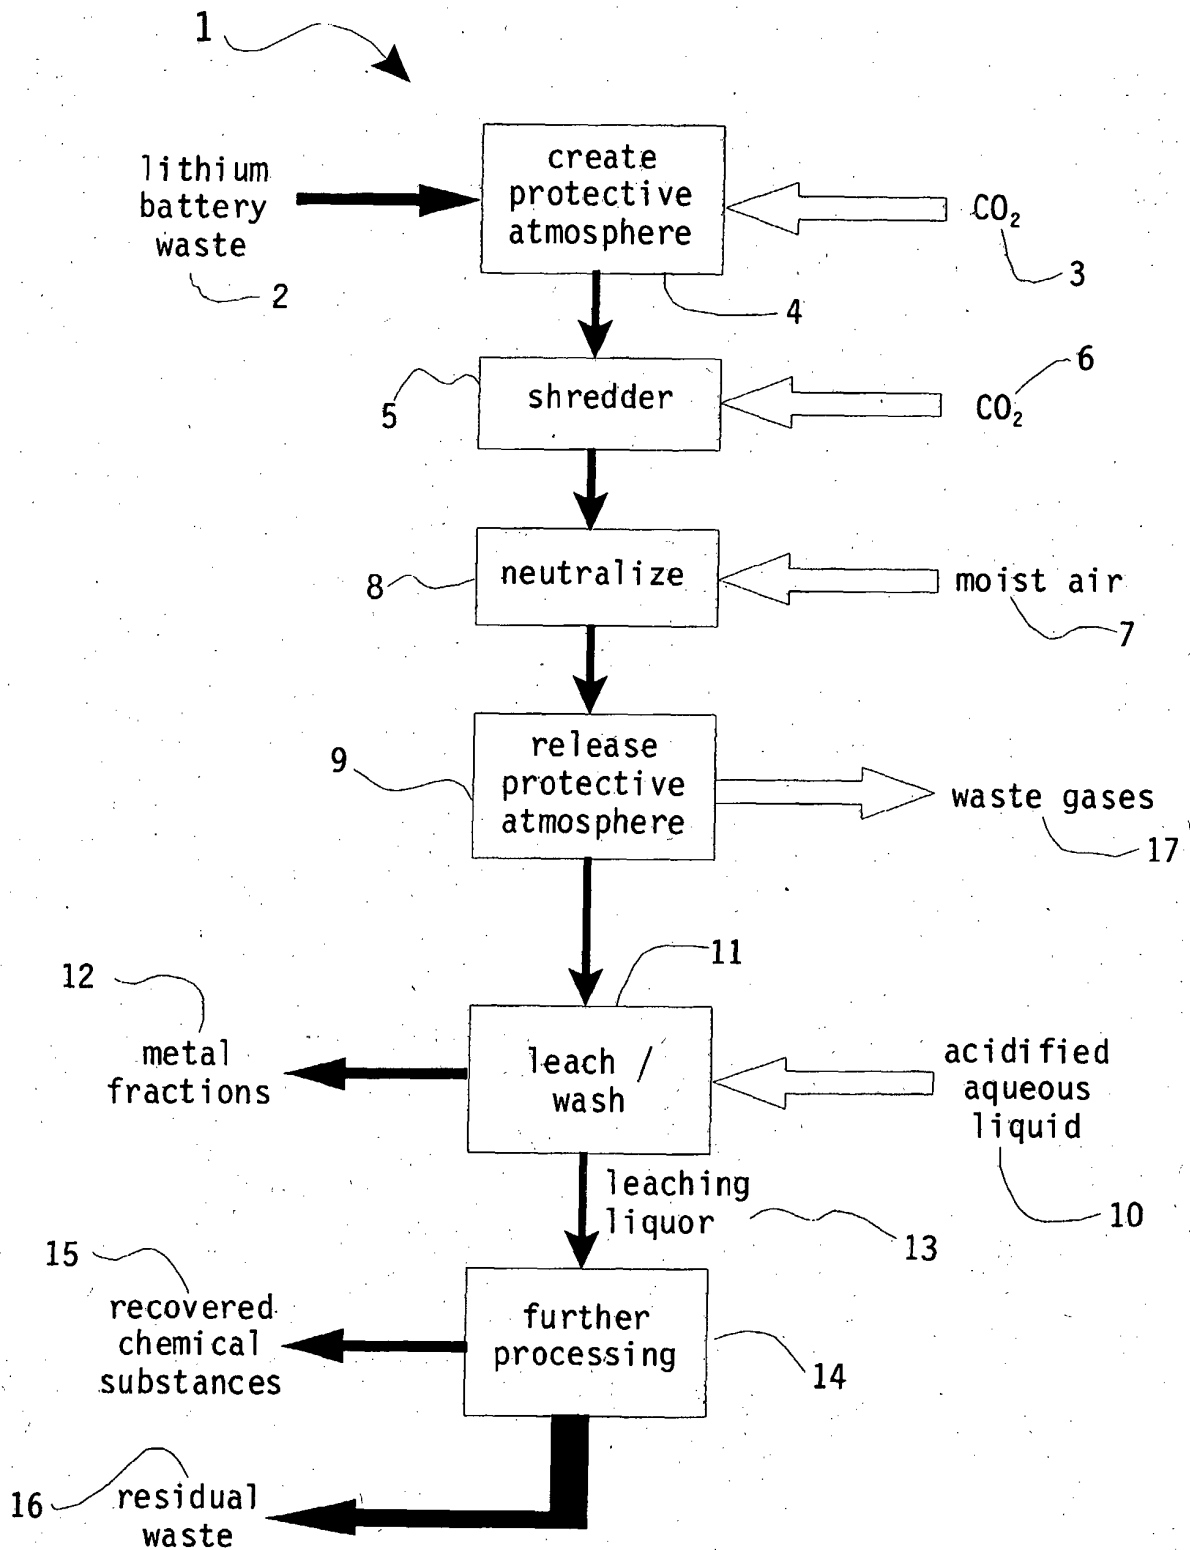 1
lithium
battery
waste
2
create
protective
atmosphere
CO₂
3
4
5
shredder
6
CO₂
8
neutralize
moist air
7
9
release
protective
atmosphere
waste gases
17
11
12
metal
fractions
leach /
wash
acidified
aqueous
liquid
10
leaching
liquor
13
15
recovered
chemical
substances
further
processing
14
16
residual
waste